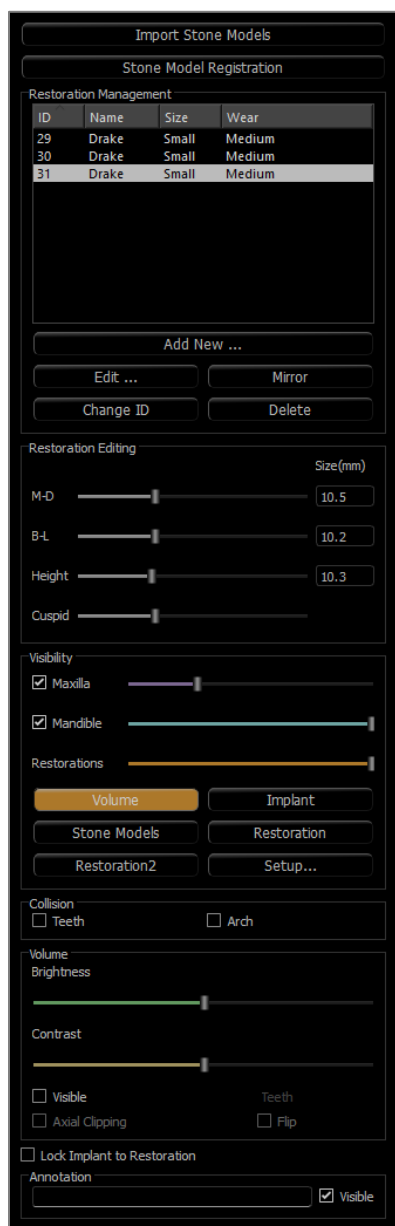 Import Stone Models
Stone Model Registration
Restoration Management
ID Name Size Wear
29 Drake Small Medium
30 Drake Small Medium
31 Drake Small Medium
Add New ...
Edit ... Mirror
Change ID Delete
Restoration Editing
Size(mm)
M-D 10.5
B-L 10.2
Height 10.3
Cuspid
Visibility
Maxilla
Mandible
Restorations
Volume Implant
Stone Models Restoration
Restoration2 Setup...
Collision
Teeth Arch
Volume
Brightness
Contrast
Visible Teeth
Axial Clipping Flip
Lock Implant to Restoration
Annotation
Visible